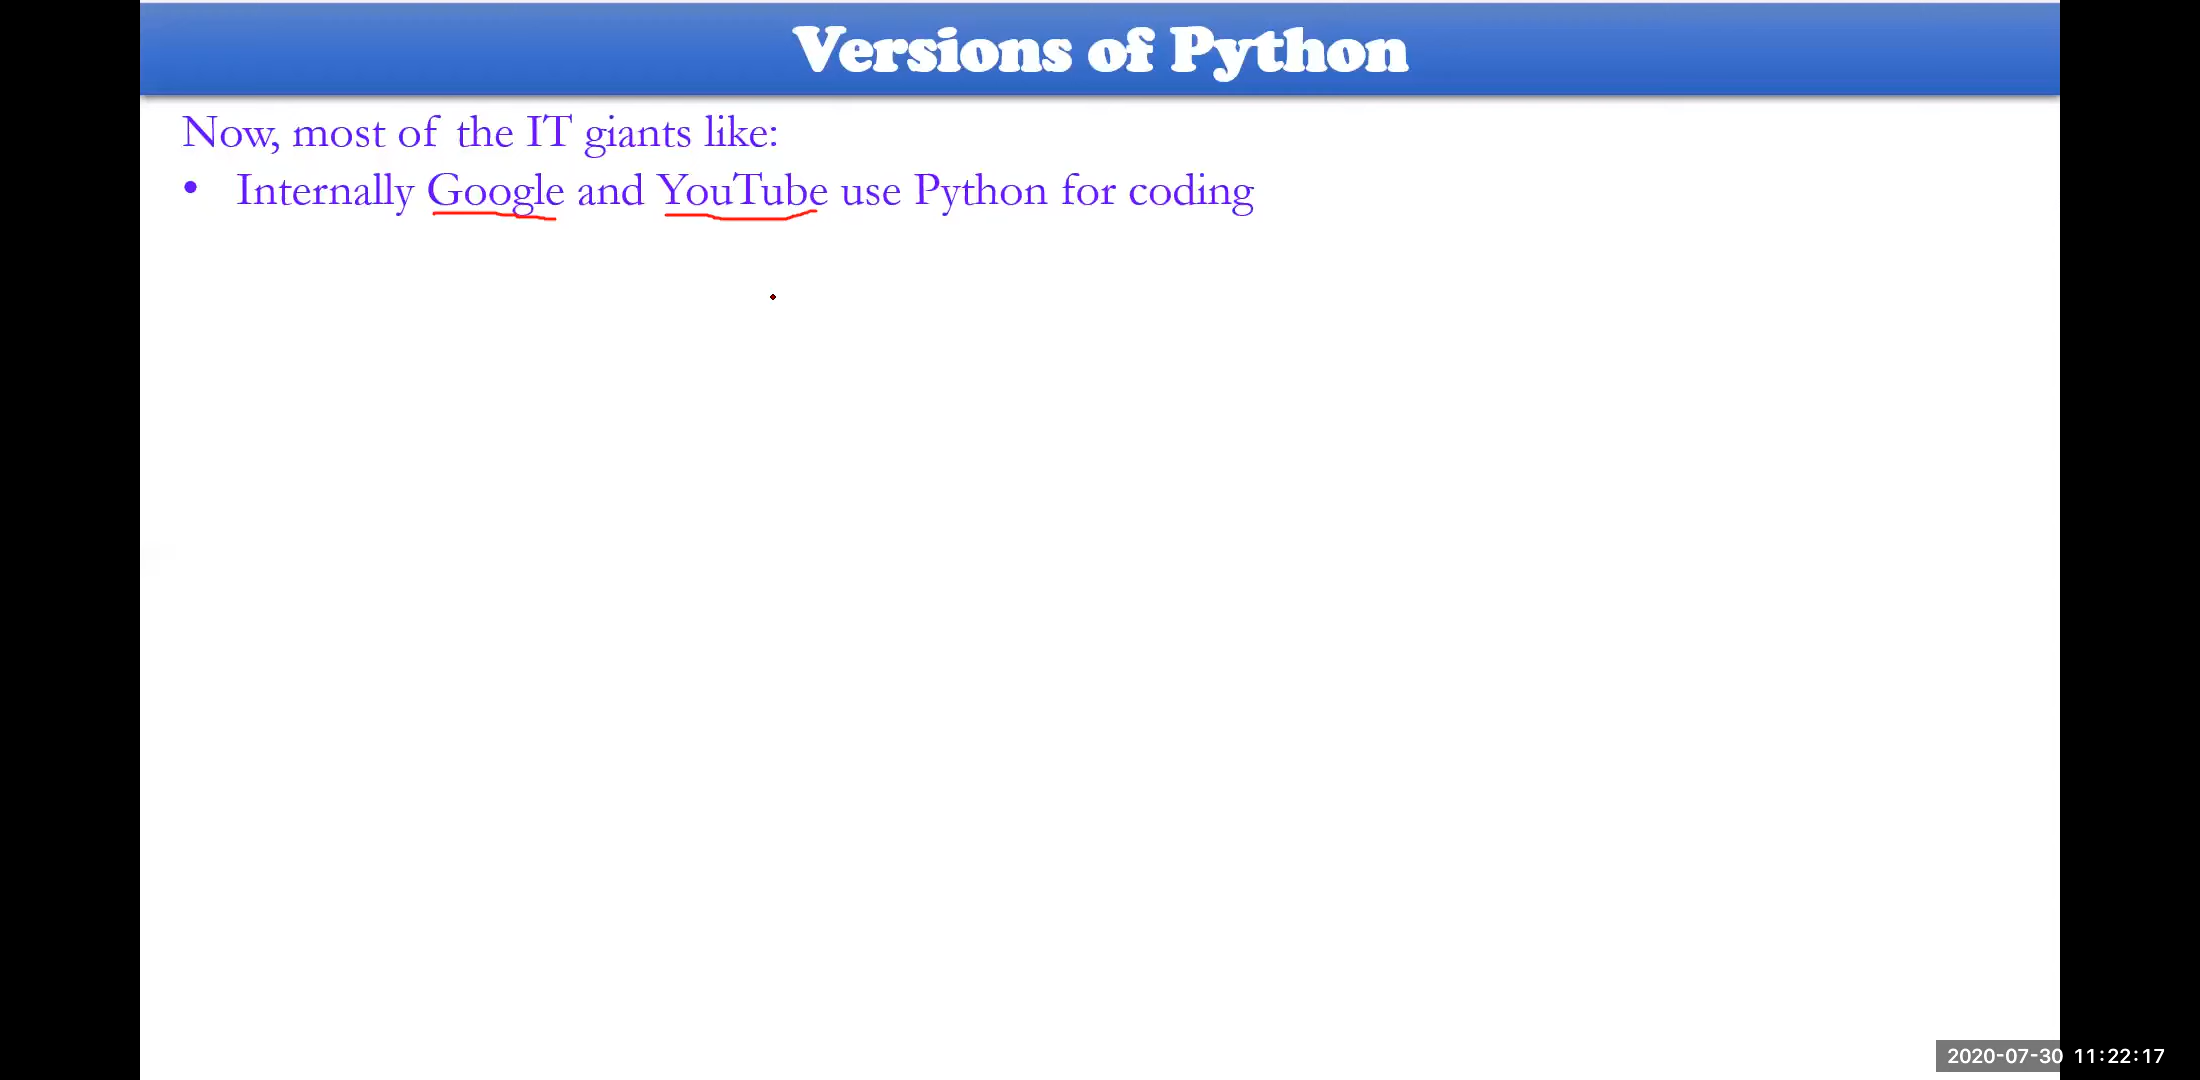 Versions of Python
Now, most of the IT giants like:
• Internally Google and YouTube use Python for coding
2020-07-30 11:22:17